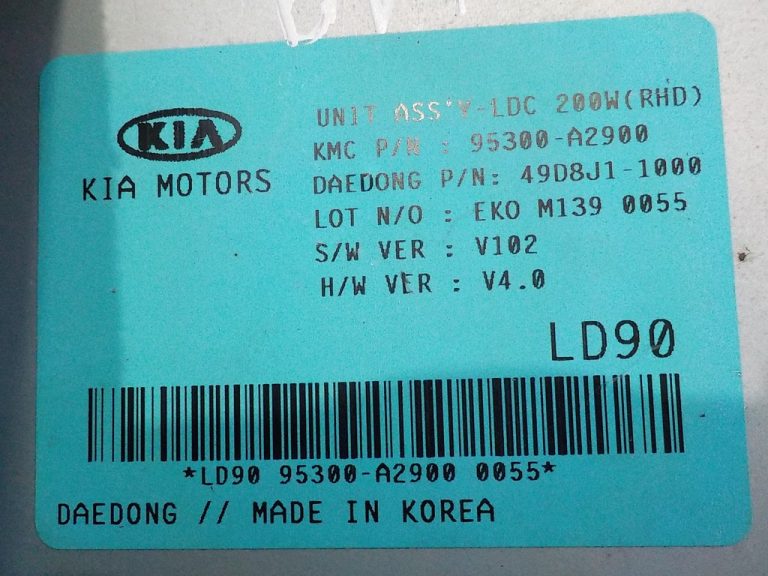 KIA
KIA MOTORS
UNIT ASS'Y-LDC 200W(RHD)
KMC P/N : 95300-A2900
DAEDONG P/N: 49D8J1-1000
LOT N/O : EKO M139 0055
S/W VER : V102
H/W VER : V4.0
LD90
*LD90 95300-A2900 0055*
DAEDONG // MADE IN KOREA